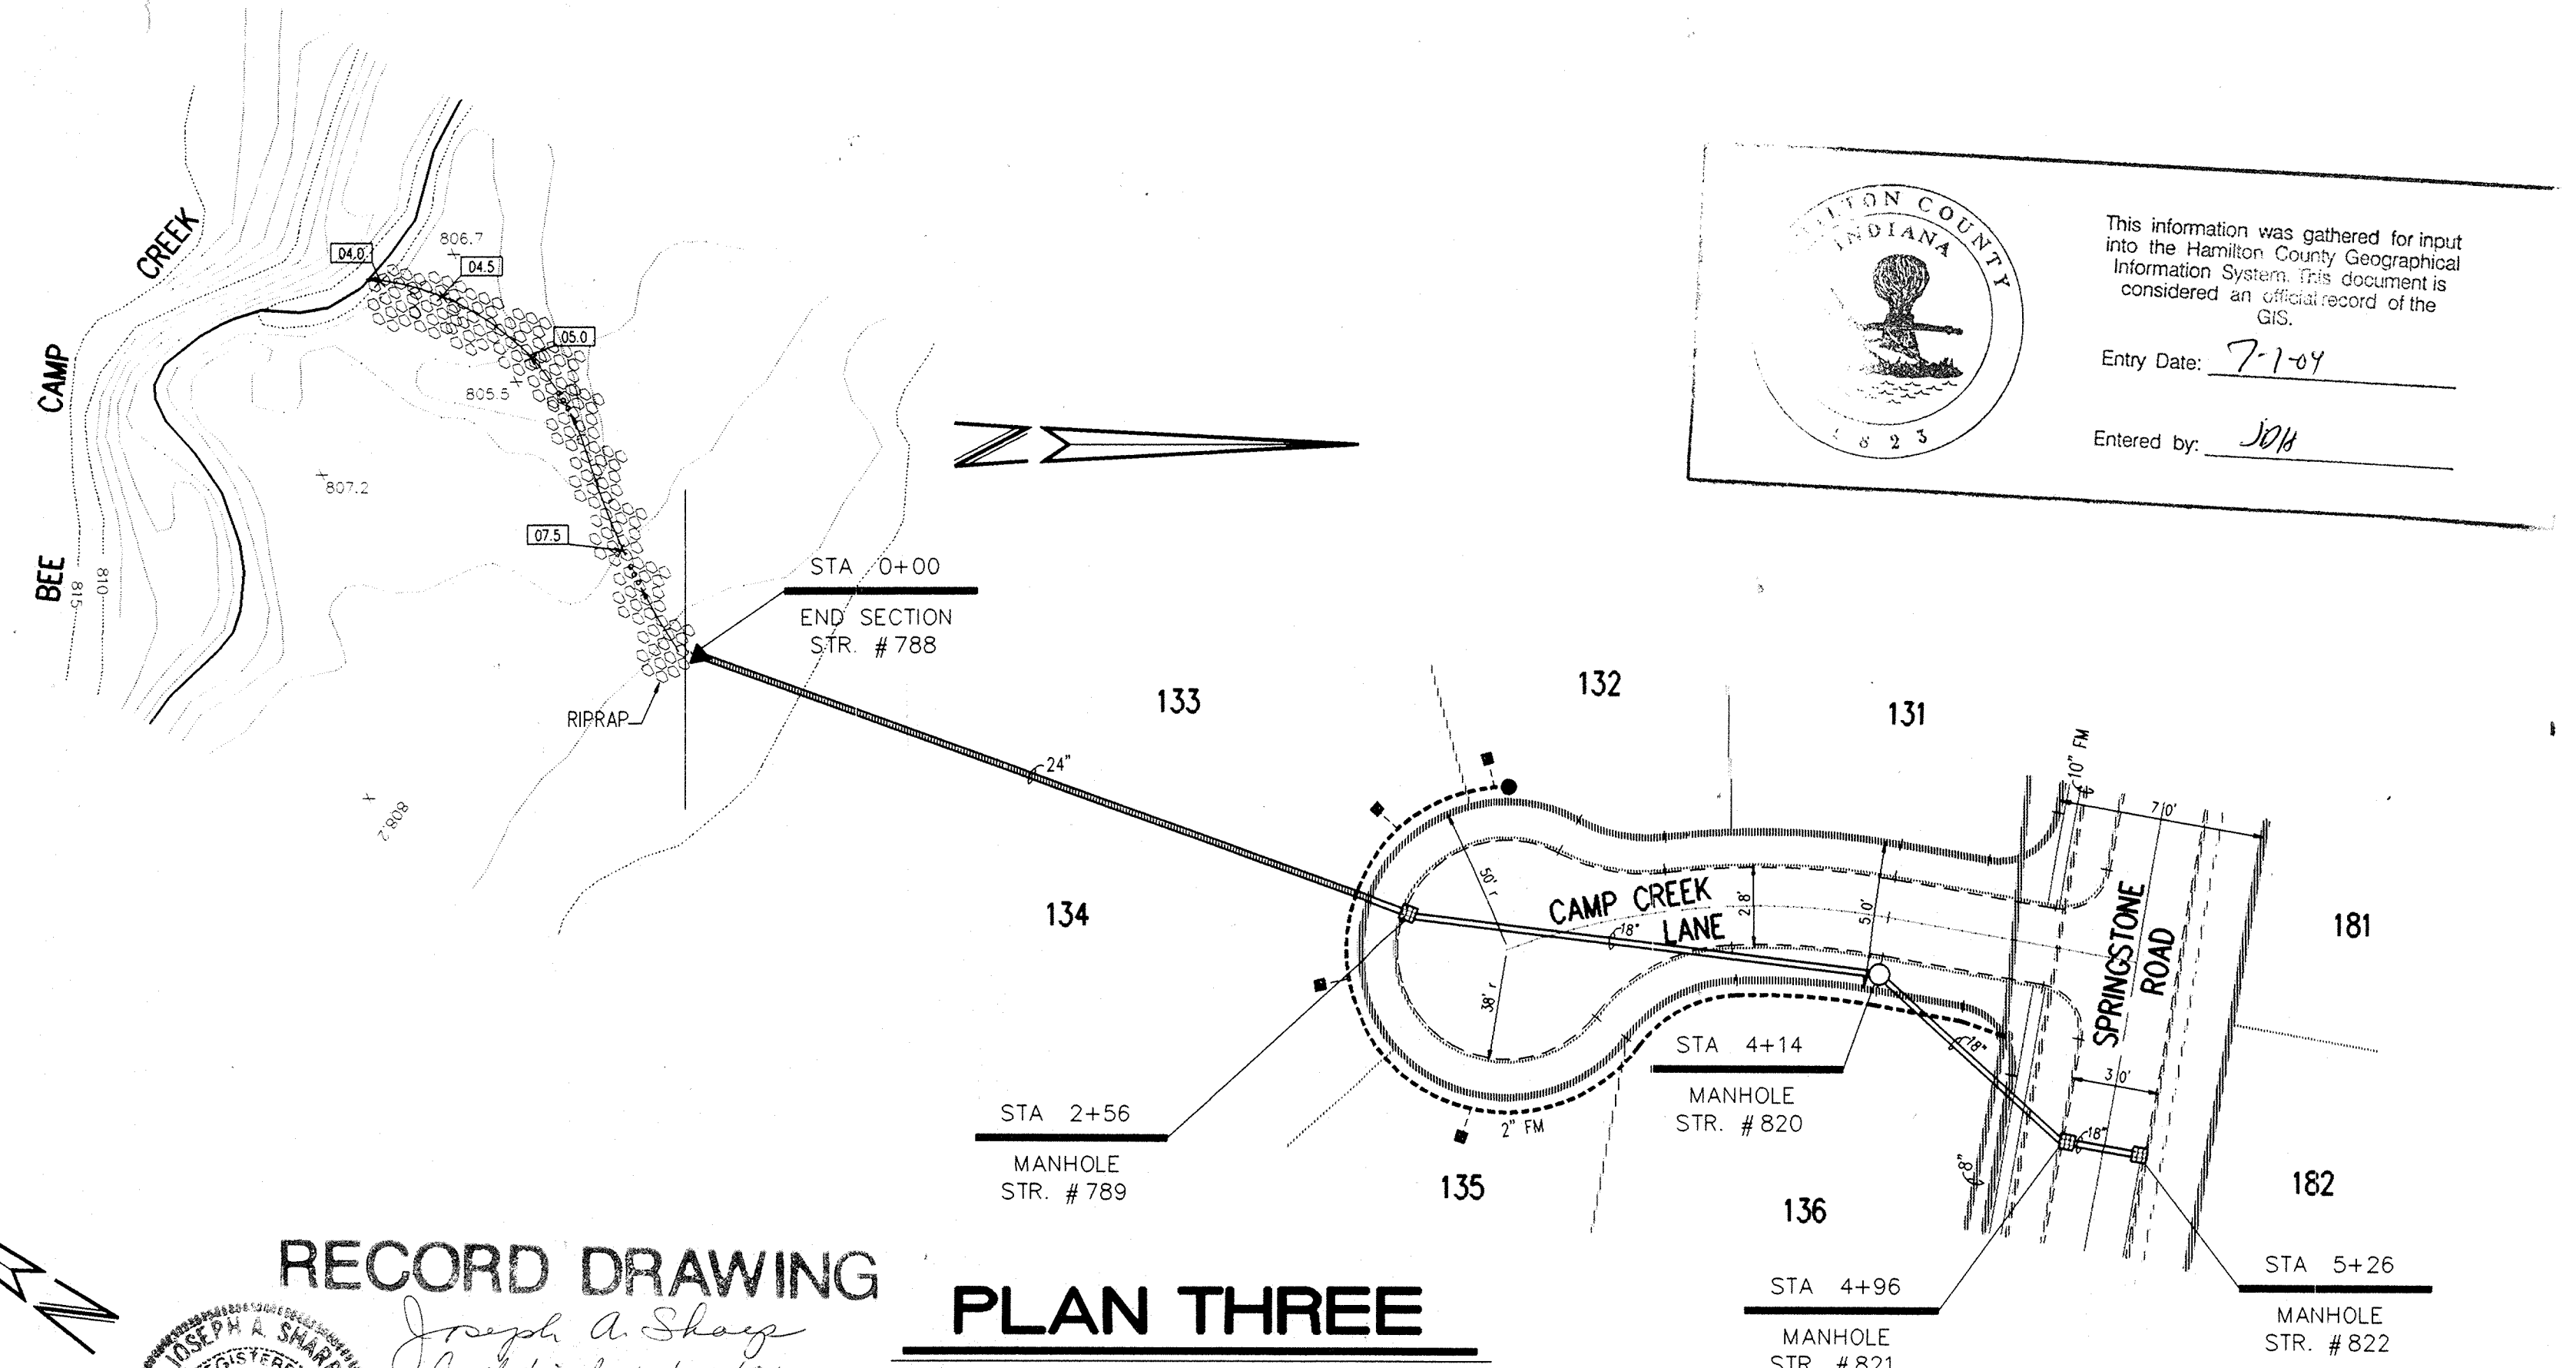 BEE CAMP CREEK
815
810
04.0
806.7
04.5
05.0
805.5
807.2
07.5
808.2
RIPRAP
STA 0+00
END SECTION
STR. #788
24"
133
134
132
131
HAMILTON COUNTY
INDIANA
1823
This information was gathered for input
into the Hamilton County Geographical
Information System. This document is
considered an official record of the
GIS.
Entry Date: 7-1-04
Entered by: JDH
10" FM
70'
50' r
38' r
CAMP CREEK
LANE
28'
50'
18"
SPRINGSTONE
ROAD
181
STA 4+14
MANHOLE
STR. #820
18"
30'
18"
8"
STA 2+56
MANHOLE
STR. #789
2" FM
135
136
182
STA 4+96
MANHOLE
STR. #821
STA 5+26
MANHOLE
STR. #822
RECORD DRAWING
Joseph A. Sharp
JOSEPH A. SHARP
REGISTERED
PLAN THREE